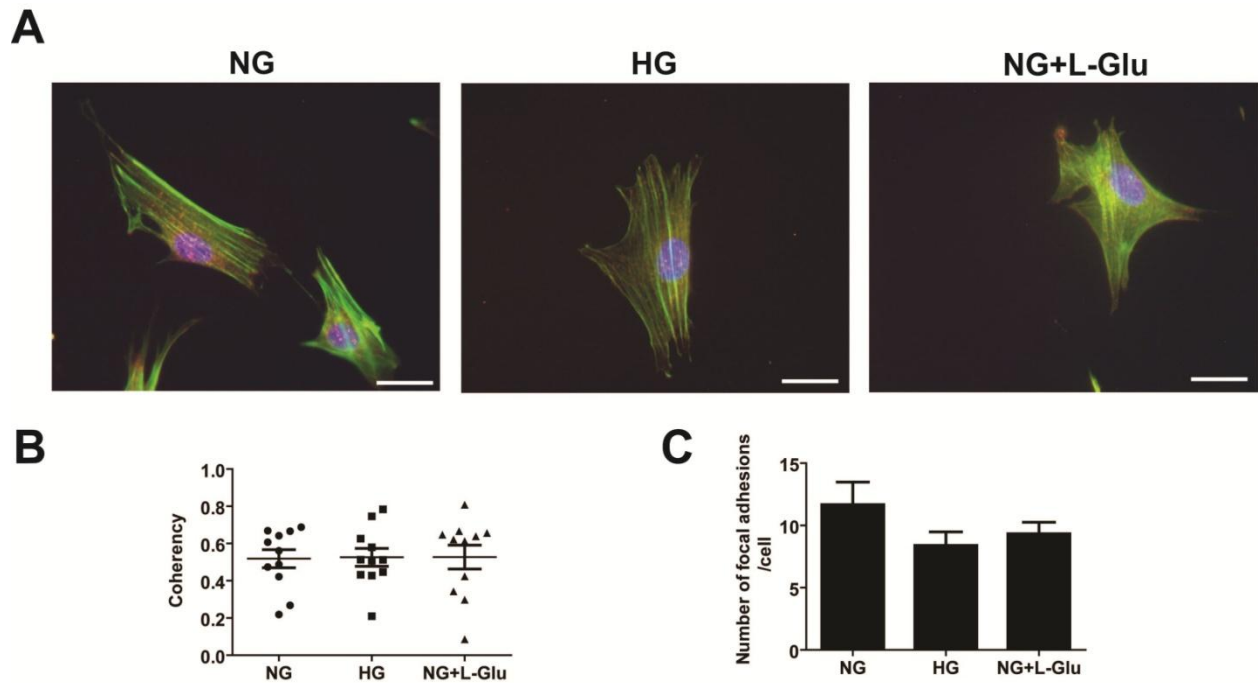 A
NG
HG
NG+L-Glu
B
Coherency
1.0
0.8
0.6
0.4
0.2
0.0
NG
HG
NG+L-Glu
C
Number of focal adhesions
/cell
15
10
5
0
NG
HG
NG+L-Glu